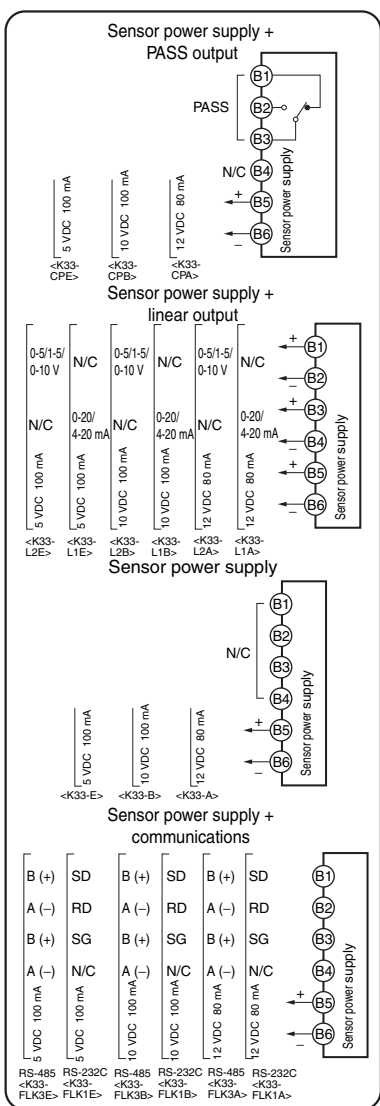 Sensor power supply +
PASS output
B1
PASS
B2
B3
N/C
B4
+
B5
−
B6
Sensor power supply
5 VDC 100 mA
10 VDC 100 mA
12 VDC 80 mA
<K33-
CPE>
<K33-
CPB>
<K33-
CPA>
Sensor power supply +
linear output
0-5/1-5/
0-10 V
N/C
0-5/1-5/
0-10 V
N/C
0-5/1-5/
0-10 V
N/C
N/C
0-20/
4-20 mA
N/C
0-20/
4-20 mA
N/C
0-20/
4-20 mA
5 VDC 100 mA
5 VDC 100 mA
10 VDC 100 mA
10 VDC 100 mA
12 VDC 80 mA
12 VDC 80 mA
+
B1
−
B2
+
B3
−
B4
+
B5
−
B6
Sensor power supply
<K33-
L2E>
<K33-
L1E>
<K33-
L2B>
<K33-
L1B>
<K33-
L2A>
<K33-
L1A>
Sensor power supply
N/C
B1
B2
B3
B4
+
B5
−
B6
Sensor power supply
5 VDC 100 mA
10 VDC 100 mA
12 VDC 80 mA
<K33-E>
<K33-B>
<K33-A>
Sensor power supply +
communications
B (+) SD B (+) SD B (+) SD
A (−) RD A (−) RD A (−) RD
B (+) SG B (+) SG B (+) SG
A (−) N/C A (−) N/C A (−) N/C
5 VDC 100 mA
5 VDC 100 mA
10 VDC 100 mA
10 VDC 100 mA
12 VDC 80 mA
12 VDC 80 mA
B1
B2
B3
B4
+
B5
−
B6
Sensor power supply
RS-485
<K33-
FLK3E>
RS-232C
<K33-
FLK1E>
RS-485
<K33-
FLK3B>
RS-232C
<K33-
FLK1B>
RS-485
<K33-
FLK3A>
RS-232C
<K33-
FLK1A>